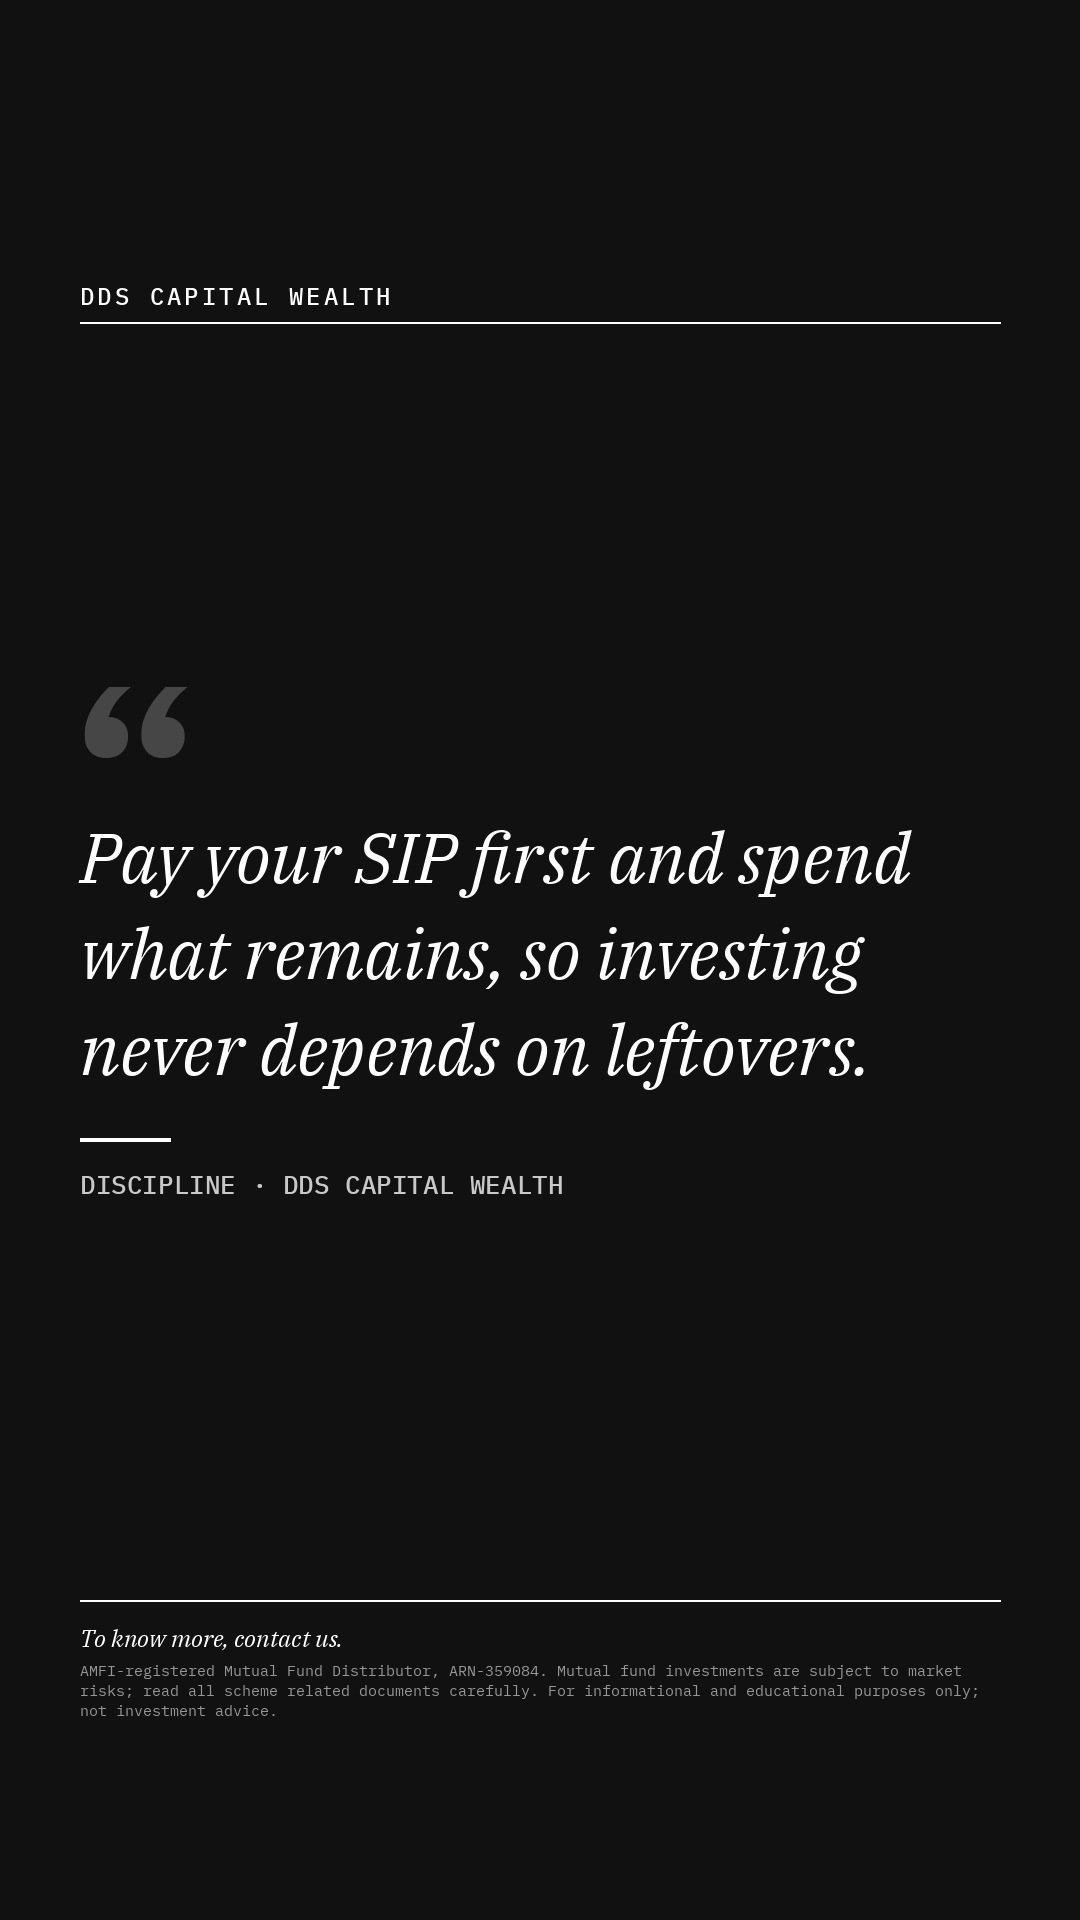 DDS CAPITAL WEALTH
“
Pay your SIP first and spend
what remains, so investing
never depends on leftovers.
DISCIPLINE · DDS CAPITAL WEALTH
To know more, contact us.
AMFI-registered Mutual Fund Distributor, ARN-359084. Mutual fund investments are subject to market
risks; read all scheme related documents carefully. For informational and educational purposes only;
not investment advice.